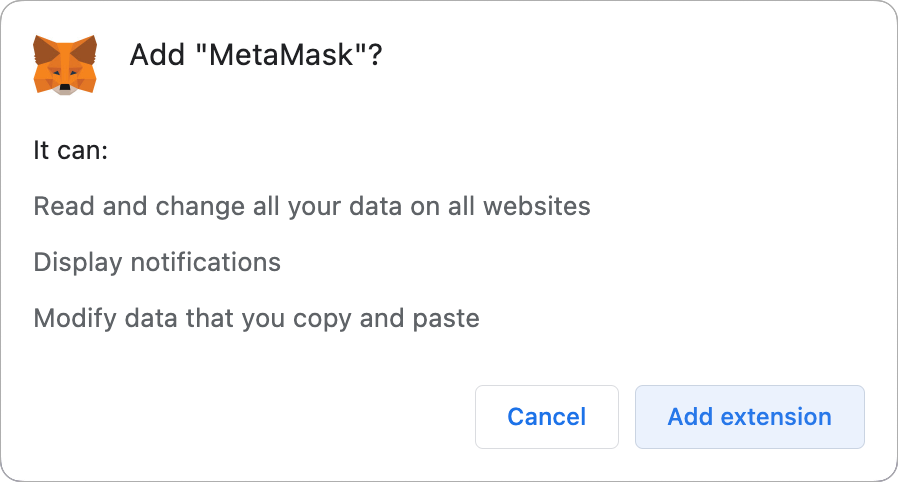 Add "MetaMask"?
It can:
Read and change all your data on all websites
Display notifications
Modify data that you copy and paste
Cancel
Add extension